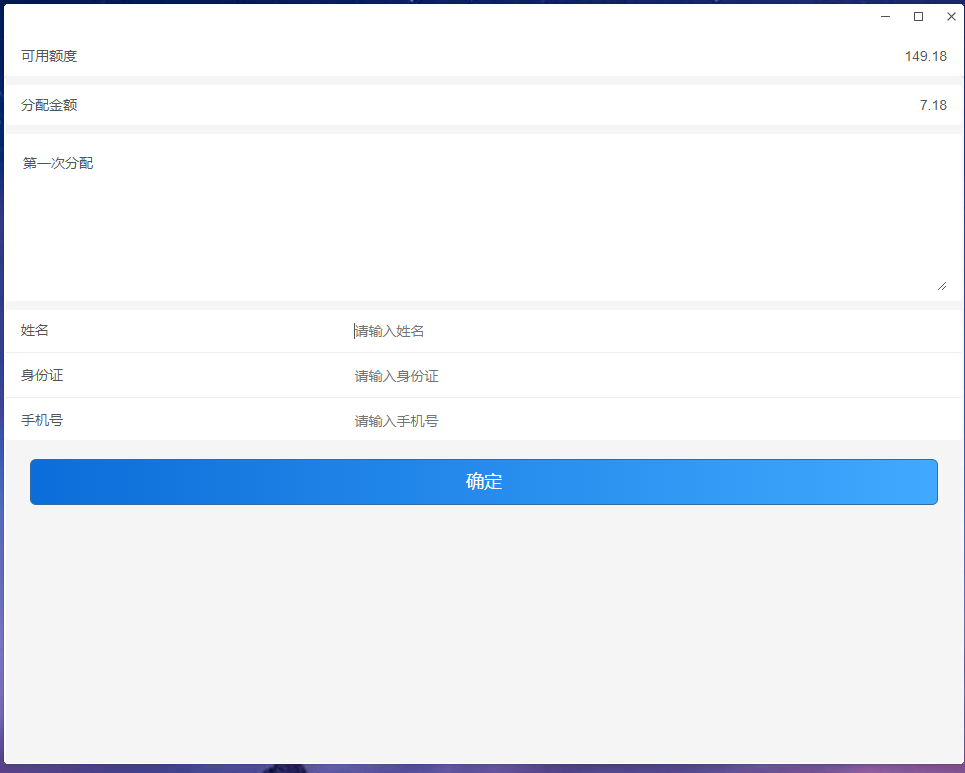 可用额度 149.18
分配金额 7.18
第一次分配
姓名 请输入姓名
身份证 请输入身份证
手机号 请输入手机号
确定